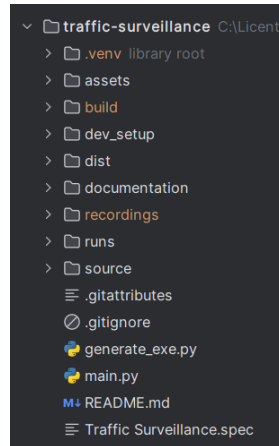 traffic-surveillance C:\Licent
.venv library root
assets
build
dev_setup
dist
documentation
recordings
runs
source
.gitattributes
.gitignore
generate_exe.py
main.py
M↓ README.md
Traffic Surveillance.spec